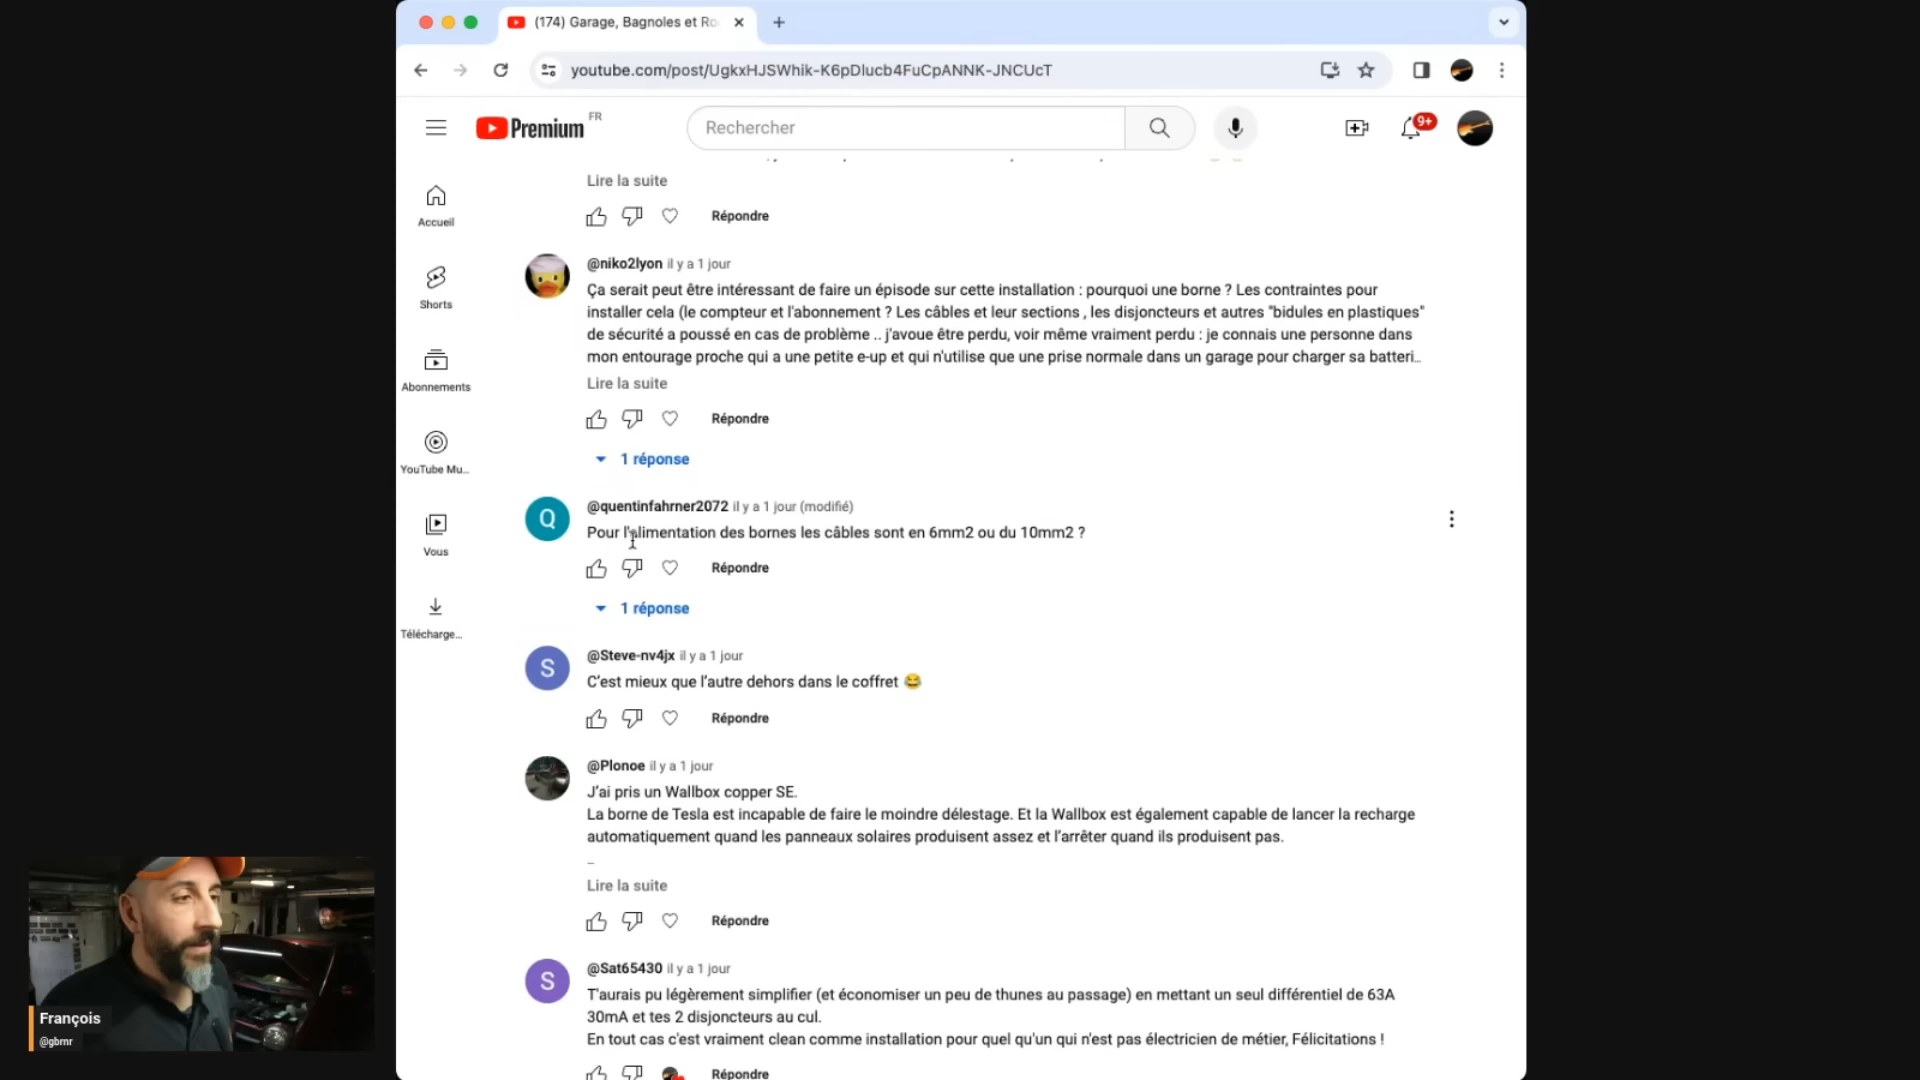 (174) Garage, Bagnoles et Ro
youtube.com/post/UgkxHJSWhik-K6pDlucb4FuCpANNK-JNCUcT
Premium FR
Rechercher
9+
Accueil
Shorts
Abonnements
YouTube Mu...
Vous
Télécharge...
Lire la suite
Répondre
@niko2lyon il y a 1 jour
Ça serait peut être intéressant de faire un épisode sur cette installation : pourquoi une borne ? Les contraintes pour
installer cela (le compteur et l'abonnement ? Les câbles et leur sections , les disjoncteurs et autres "bidules en plastiques"
de sécurité a poussé en cas de problème .. j'avoue être perdu, voir même vraiment perdu : je connais une personne dans
mon entourage proche qui a une petite e-up et qui n'utilise que une prise normale dans un garage pour charger sa batteri...
Lire la suite
Répondre
1 réponse
Q
@quentinfahrner2072 il y a 1 jour (modifié)
Pour l'alimentation des bornes les câbles sont en 6mm2 ou du 10mm2 ?
Répondre
1 réponse
S
@Steve-nv4jx il y a 1 jour
C'est mieux que l'autre dehors dans le coffret 😂
Répondre
@Plonoe il y a 1 jour
J'ai pris un Wallbox copper SE.
La borne de Tesla est incapable de faire le moindre délestage. Et la Wallbox est également capable de lancer la recharge
automatiquement quand les panneaux solaires produisent assez et l'arrêter quand ils produisent pas.
...
Lire la suite
Répondre
S
@Sat65430 il y a 1 jour
T'aurais pu légèrement simplifier (et économiser un peu de thunes au passage) en mettant un seul différentiel de 63A
30mA et tes 2 disjoncteurs au cul.
En tout cas c'est vraiment clean comme installation pour quel qu'un qui n'est pas électricien de métier, Félicitations !
Répondre
François
@gbmr